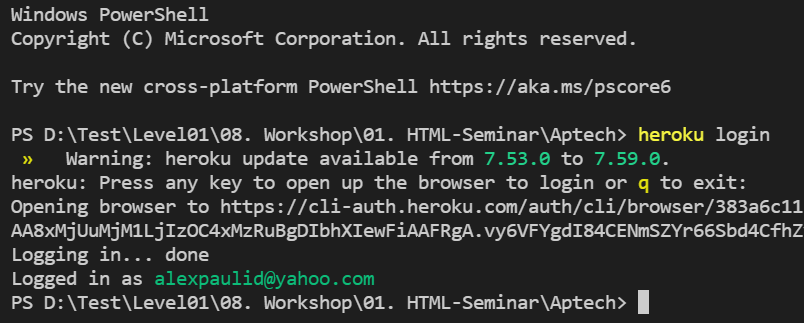 Windows PowerShell
Copyright (C) Microsoft Corporation. All rights reserved.
Try the new cross-platform PowerShell https://aka.ms/pscore6
PS D:\Test\Level01\08. Workshop\01. HTML-Seminar\Aptech> heroku login
»   Warning: heroku update available from 7.53.0 to 7.59.0.
heroku: Press any key to open up the browser to login or q to exit:
Opening browser to https://cli-auth.heroku.com/auth/cli/browser/383a6c11
AA8xMjUuMjM1LjIzOC4xMzRuBgDIbhXIewFiAAFRgA.vy6VFYgdI84CENmSZYr66Sbd4CfhZ
Logging in... done
Logged in as alexpaulid@yahoo.com
PS D:\Test\Level01\08. Workshop\01. HTML-Seminar\Aptech>